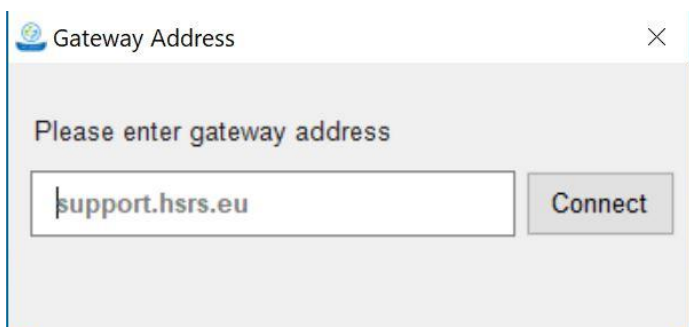 Gateway Address
Please enter gateway address
support.hsrs.eu
Connect